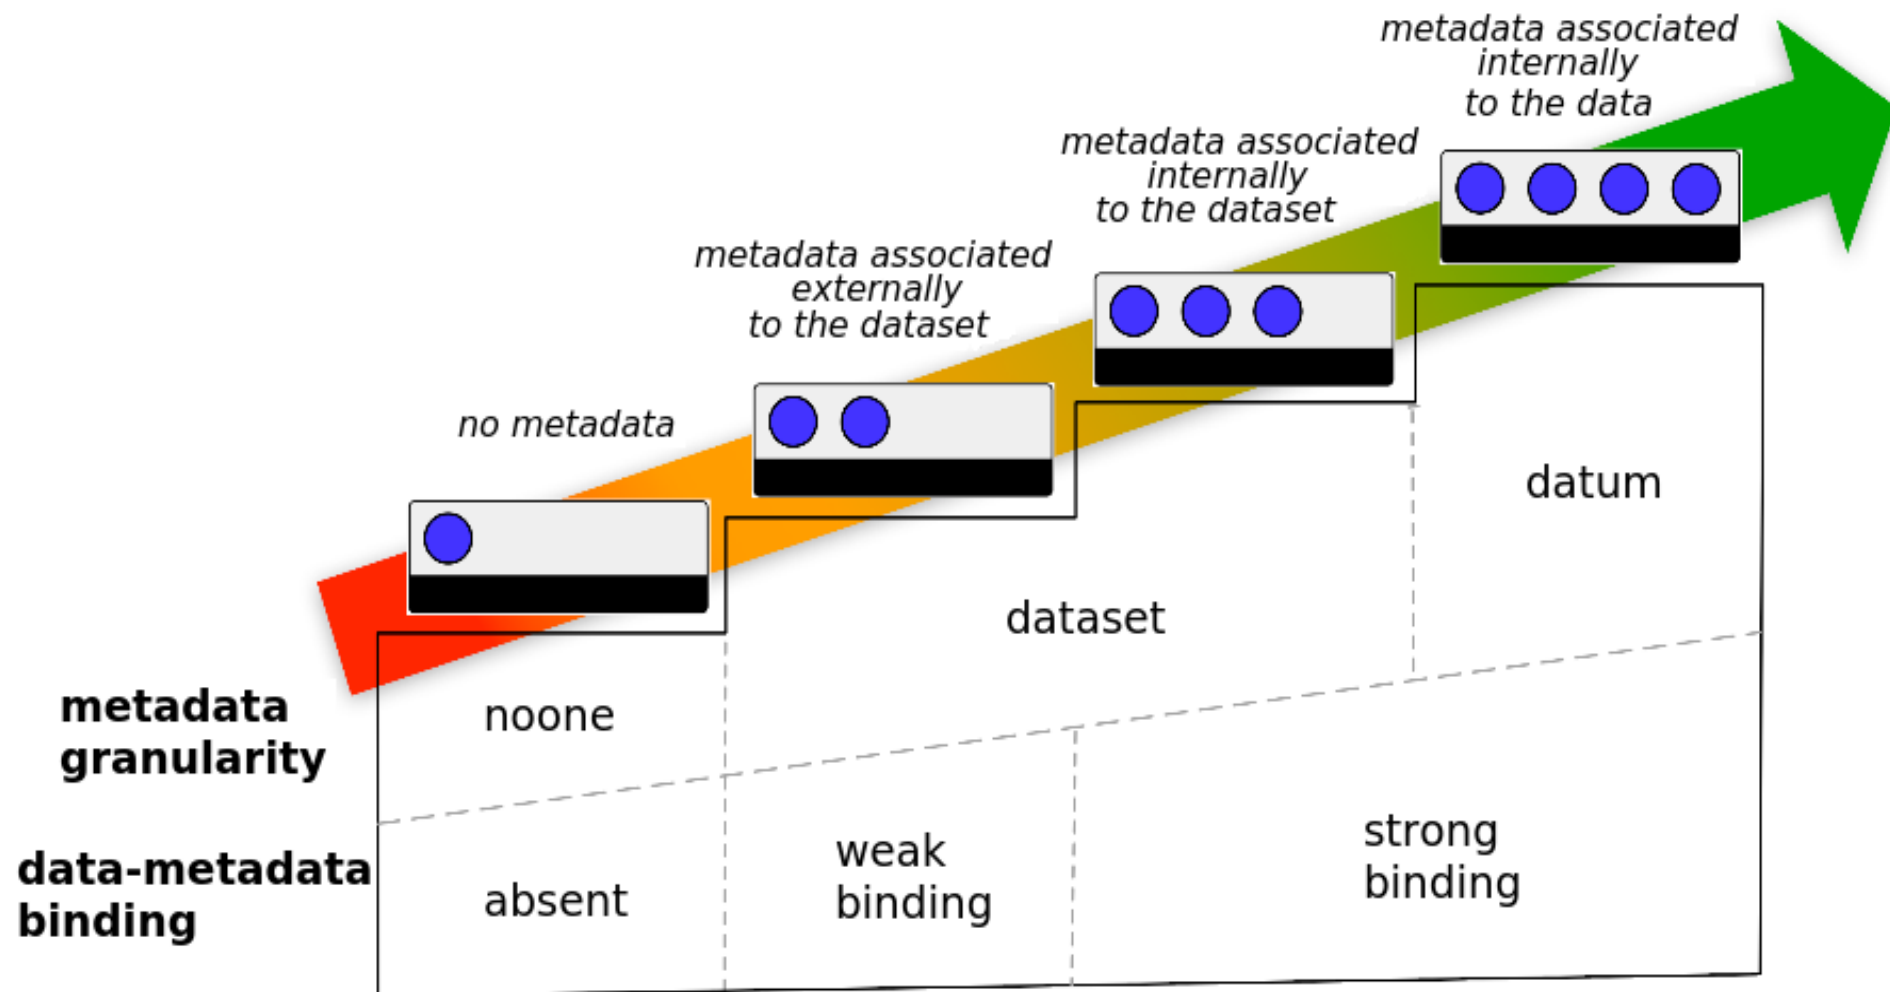 metadata associated
internally
to the data
metadata associated
internally
to the dataset
metadata associated
externally
to the dataset
no metadata
datum
dataset
metadata
granularity
noone
data-metadata
binding
absent
weak
binding
strong
binding